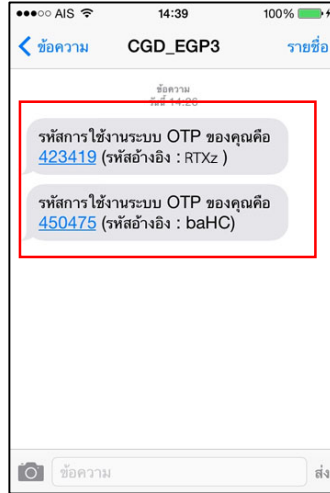 AIS 14:39 100%
ข้อความ CGD_EGP3 รายชื่อ
ข้อความ
วันนี้ 14:26
รหัสการใช้งานระบบ OTP ของคุณคือ
423419 (รหัสอ้างอิง : RTXz )
รหัสการใช้งานระบบ OTP ของคุณคือ
450475 (รหัสอ้างอิง : baHC)
ข้อความ ส่ง